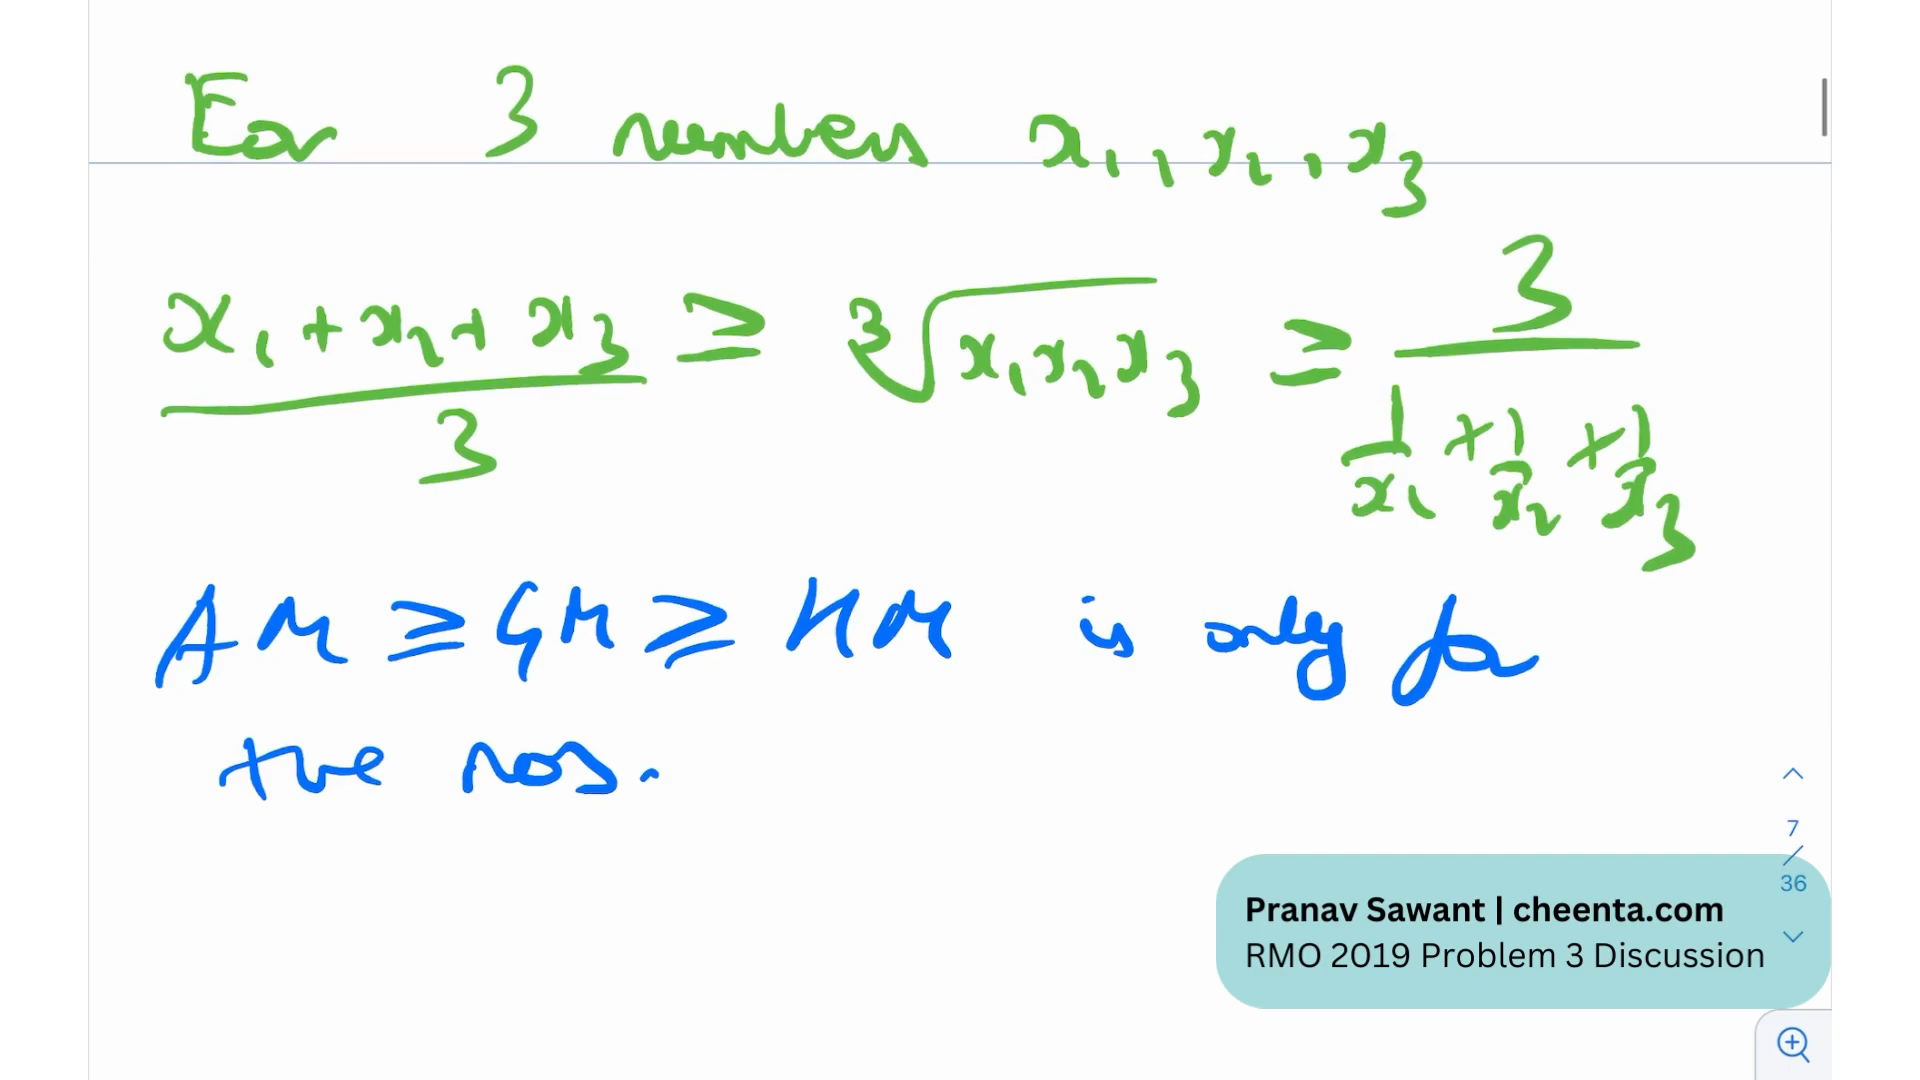 For 3 numbers x₁, x₂, x₃
(x₁ + x₂ + x₃)/3 ≥ ∛(x₁x₂x₃) ≥ 3/(1/x₁ + 1/x₂ + 1/x₃)
AM ≥ GM ≥ HM is only for
+ve nos.
7
/
36
Pranav Sawant | cheenta.com
RMO 2019 Problem 3 Discussion